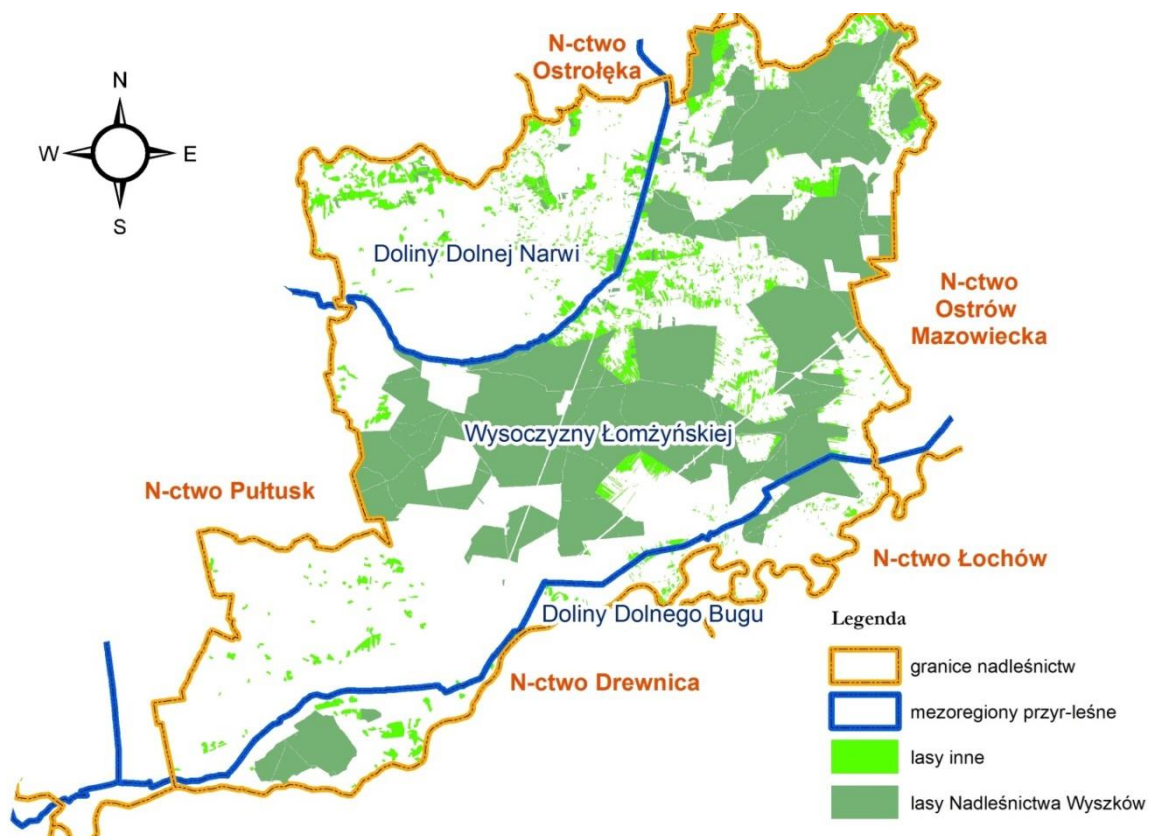 N-ctwo
Ostrołęka
N
W
E
S
Doliny Dolnej Narwi
N-ctwo
Ostrów
Mazowiecka
Wysoczyzny Łomżyńskiej
N-ctwo Pułtusk
N-ctwo Łochów
Doliny Dolnego Bugu
N-ctwo Drewnica
Legenda
granice nadleśnictw
mezoregiony przyr-leśne
lasy inne
lasy Nadleśnictwa Wyszków